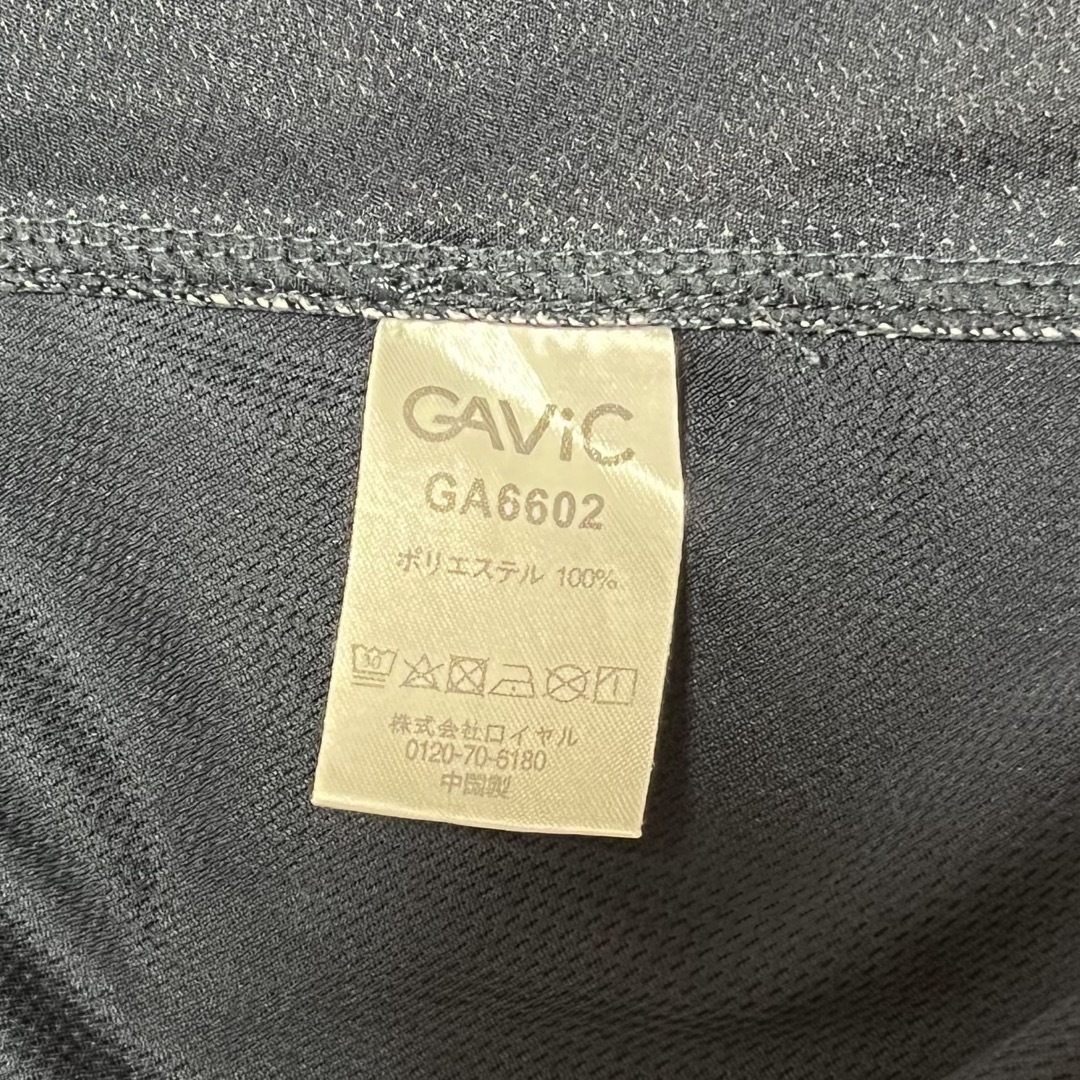 GAViC
GA6602
ポリエステル 100%
30
株式会社ロイヤル
0120-70-6180
中国製